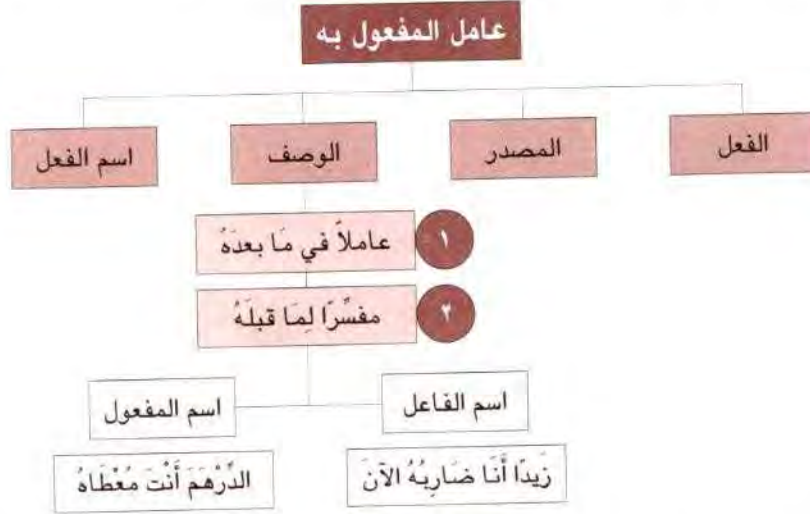 عامل المفعول به
الفعل
المصدر
الوصف
اسم الفعل
١
عاملاً في مَا بعدَهُ
٢
مفسِّرًا لِمَا قبلَهُ
اسم الفاعل
اسم المفعول
زَيدًا أَنَا ضَارِبُهُ الآنَ
الدِّرْهَمَ أَنْتَ مُعْطَاهُ